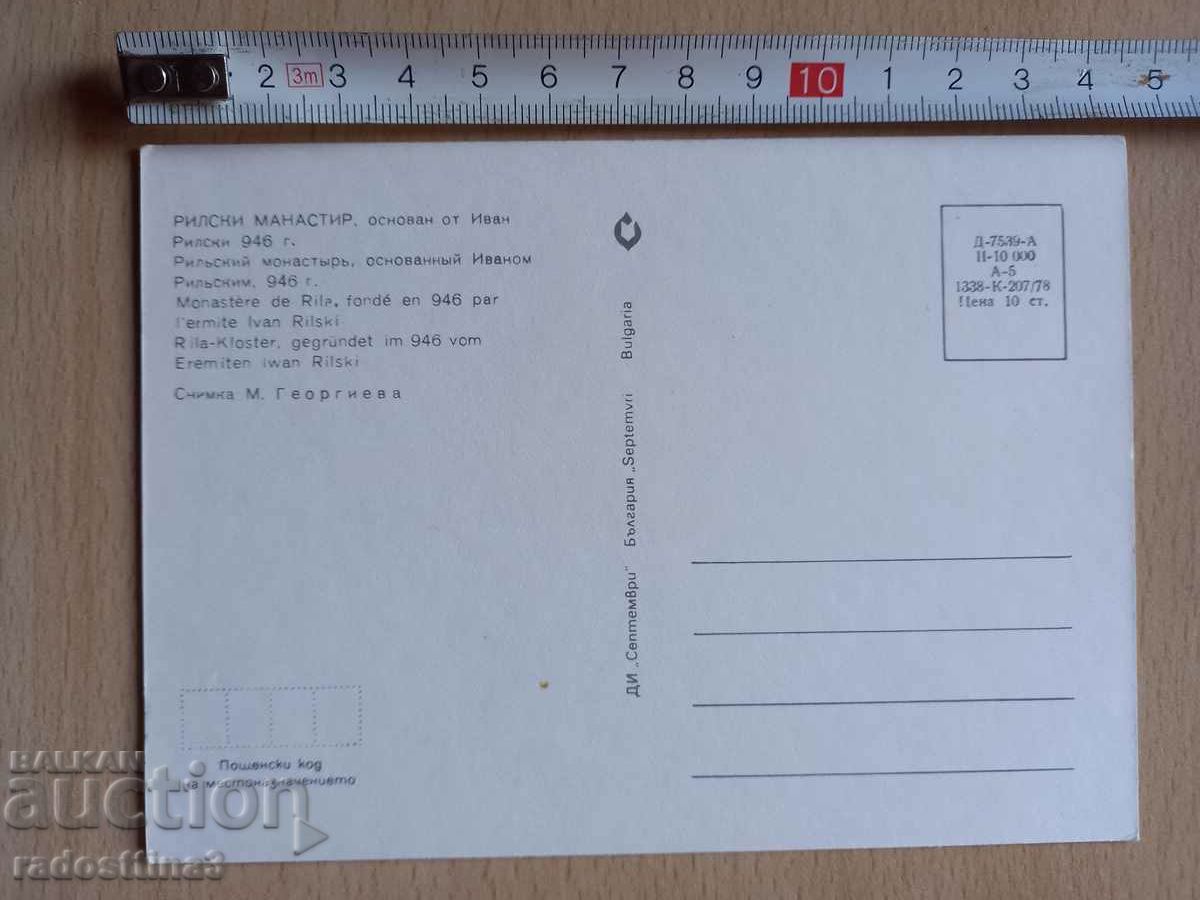 2 3m 3 4 5 6 7 8 9 10 1 2 3 4 5
РИЛСКИ МАНАСТИР, основан от Иван
Рилски 946 г.
Рильский монастырь, основанный Иваном
Рильским, 946 г.
Monastère de Rila, fondé en 946 par
l'ermite Ivan Rilski
Rila-Kloster, gegründet im 946 vom
Eremiten Iwan Rilski
Снимка М. Георгиева
ДИ „Септември" България „Septemvri Bulgaria
Д-7539-А
II-10 000
А-5
1338-К-207/78
Цена 10 ст.
Пощенски код
на местоназначението
BALKAN
auction
radosttina3